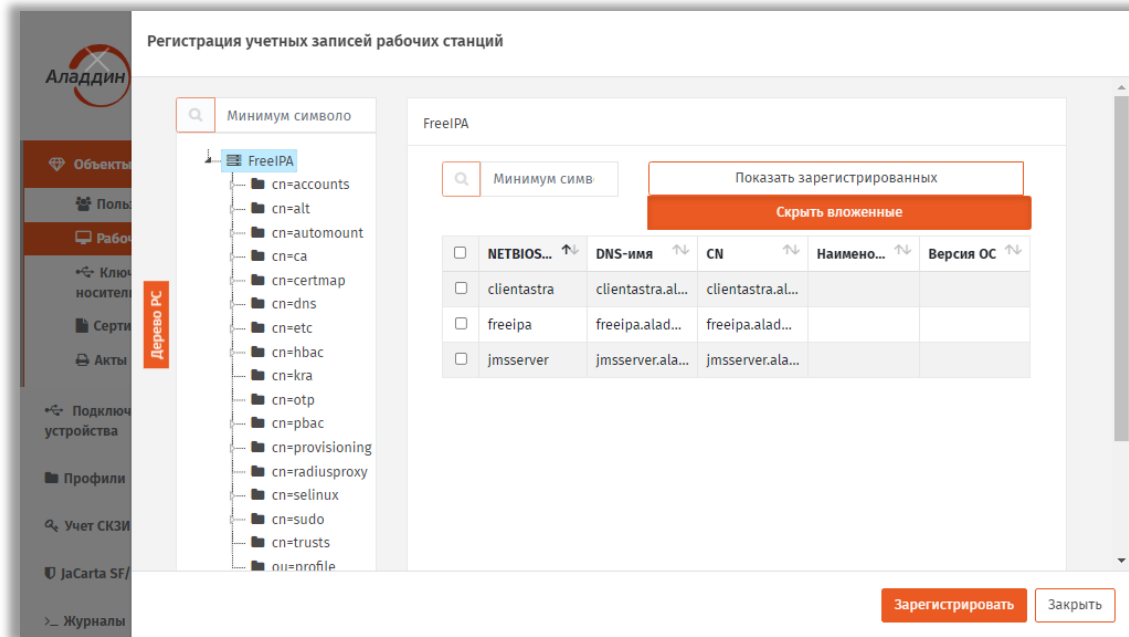 Регистрация учетных записей рабочих станций
Аладдин
Объекты
Рабоч
Ключ
носител
Серти
Акты
Подключ
устройства
Профили
Учет СКЗИ
JaCarta SF/
Журналы
Дерево РС
Минимум символо
FreeIPA
cn=accounts
cn=alt
cn=automount
cn=ca
cn=certmap
cn=dns
cn=etc
cn=hbac
cn=kra
cn=otp
cn=pbac
cn=provisioning
cn=radiusproxy
cn=selinux
cn=sudo
cn=trusts
ou=profile
FreeIPA
Минимум симв
Показать зарегистрированных
Скрыть вложенные
NETBIOS... DNS-имя CN Наимено... Версия ОС
clientastra clientastra.al... clientastra.al...
freeipa freeipa.alad... freeipa.alad...
jmsserver jmsserver.ala... jmsserver.ala...
Зарегистрировать Закрыть